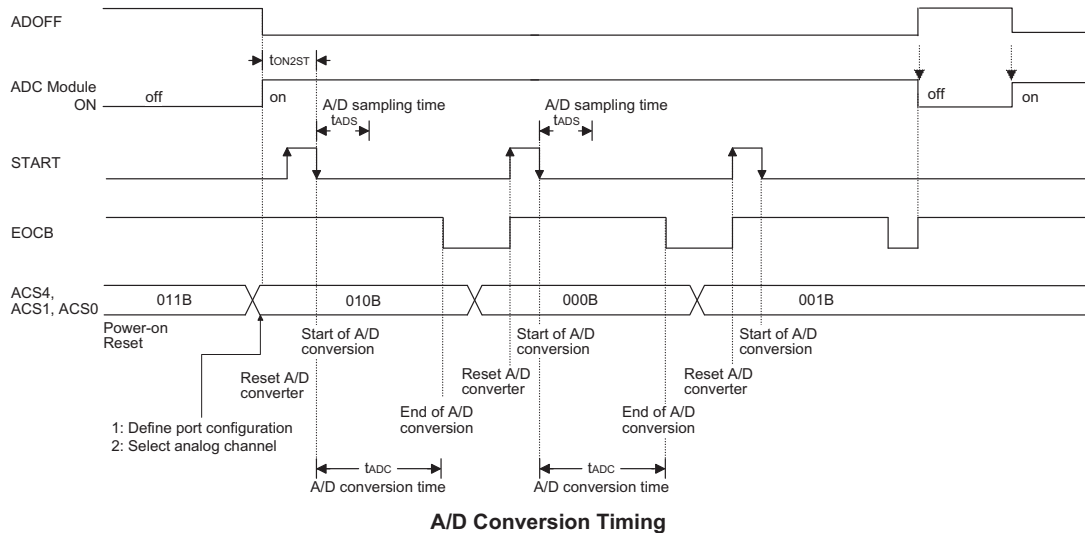 ADOFF
tON2ST
ADC Module
ON
off
on
off
on
A/D sampling time
tADS
A/D sampling time
tADS
START
EOCB
ACS4,
ACS1, ACS0
011B
010B
000B
001B
Power-on
Reset
Start of A/D
conversion
Start of A/D
conversion
Start of A/D
conversion
Reset A/D
converter
Reset A/D
converter
Reset A/D
converter
End of A/D
conversion
End of A/D
conversion
1: Define port configuration
2: Select analog channel
tADC
A/D conversion time
tADC
A/D conversion time
A/D Conversion Timing